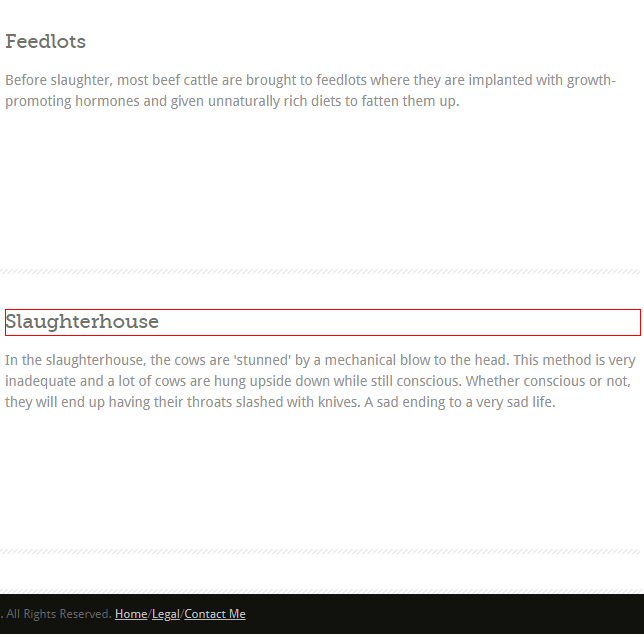 Feedlots
Before slaughter, most beef cattle are brought to feedlots where they are implanted with growth-
promoting hormones and given unnaturally rich diets to fatten them up.
Slaughterhouse
In the slaughterhouse, the cows are 'stunned' by a mechanical blow to the head. This method is very
inadequate and a lot of cows are hung upside down while still conscious. Whether conscious or not,
they will end up having their throats slashed with knives. A sad ending to a very sad life.
. All Rights Reserved. Home/Legal/Contact Me